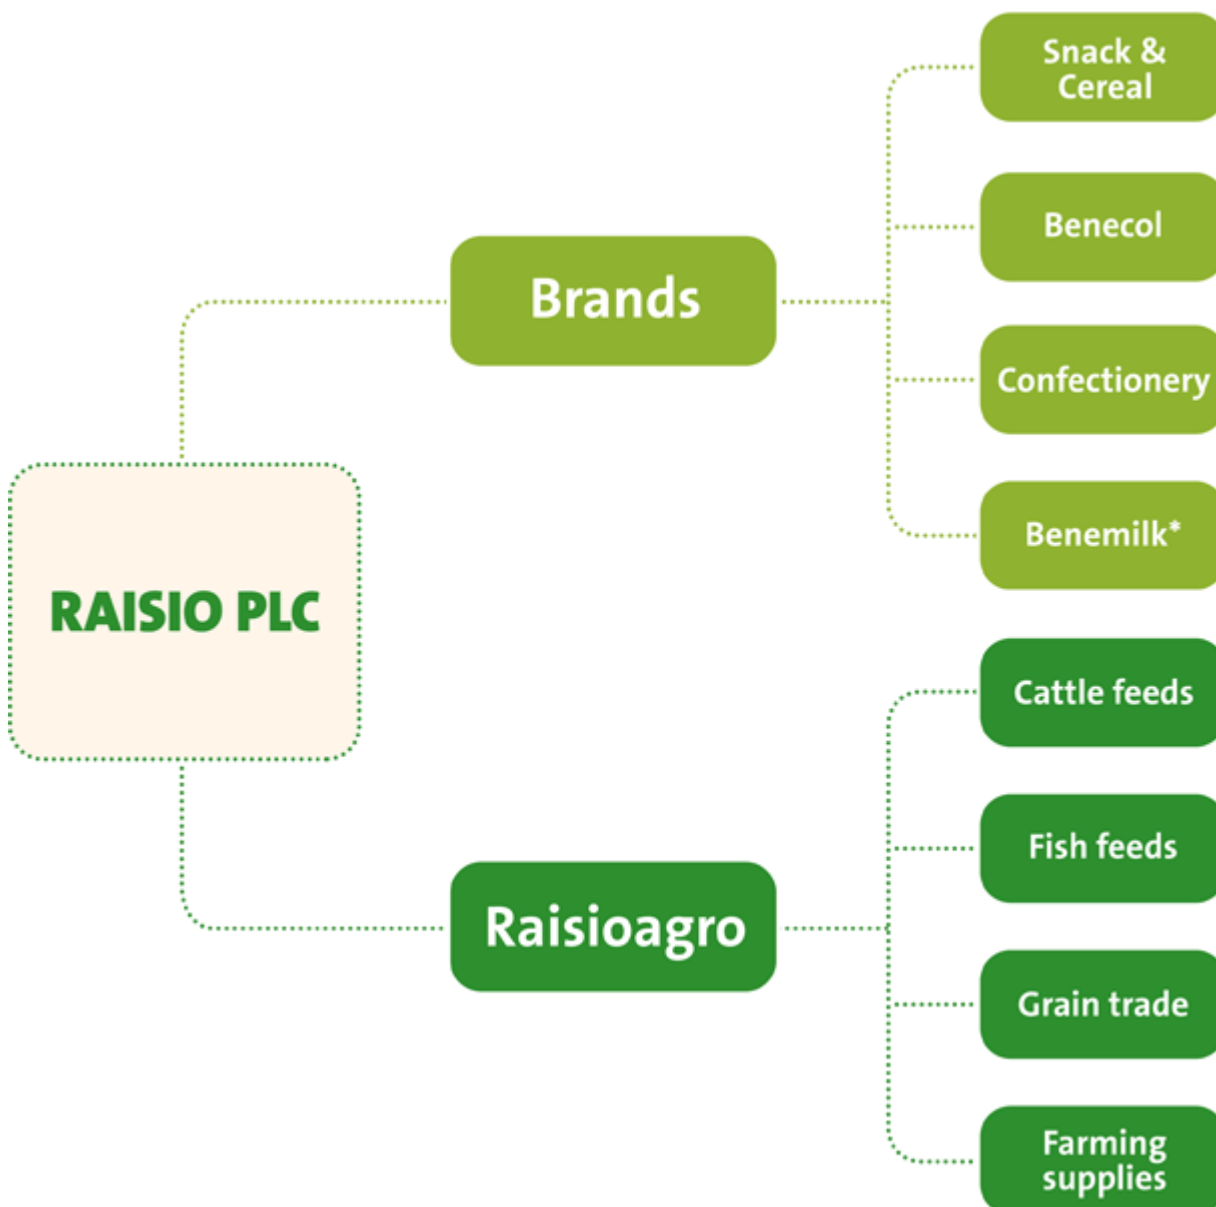 Snack &
Cereal
Benecol
Brands
Confectionery
Benemilk*
RAISIO PLC
Cattle feeds
Fish feeds
Raisioagro
Grain trade
Farming
supplies